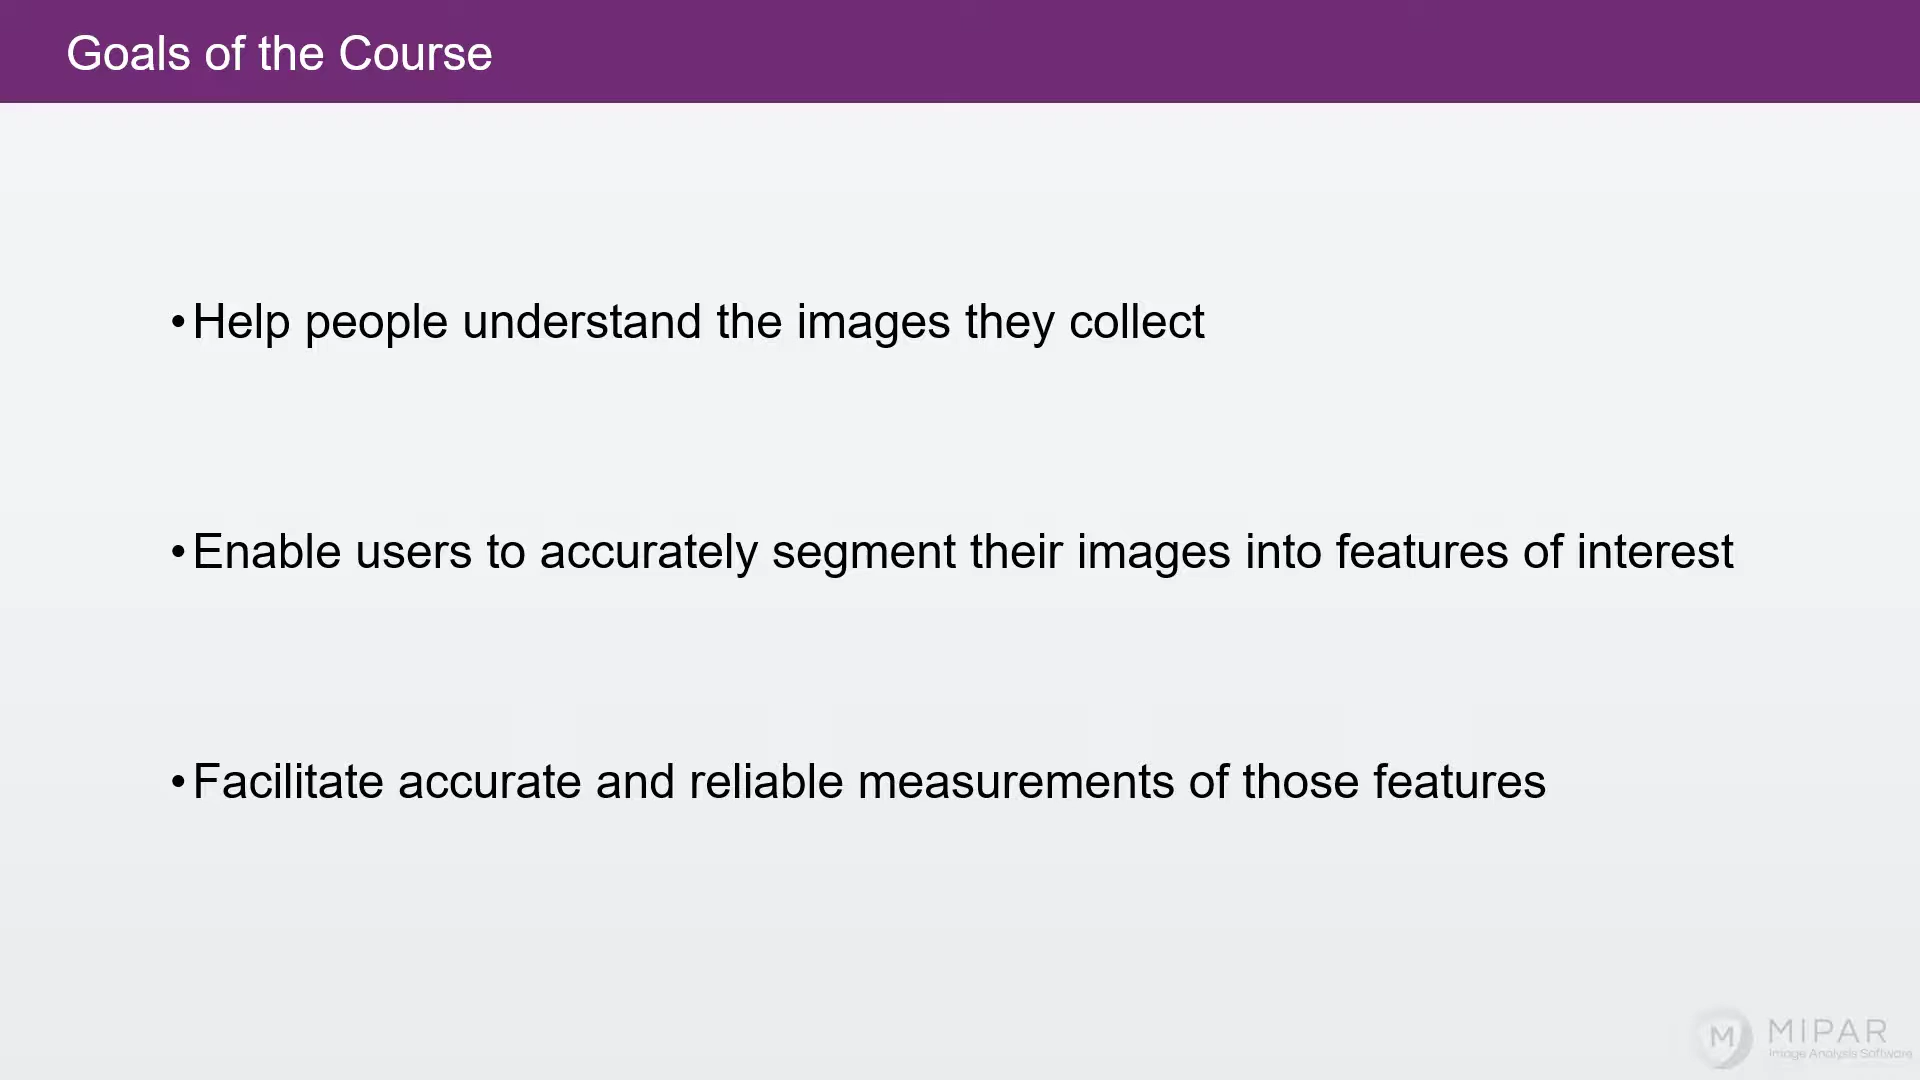 Goals of the Course
•Help people understand the images they collect
•Enable users to accurately segment their images into features of interest
•Facilitate accurate and reliable measurements of those features
M
MIPAR
Image Analysis Software